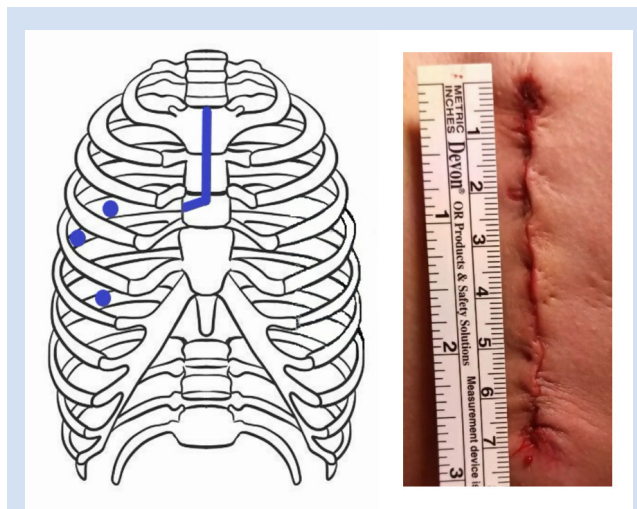 METRIC 1 2 3 4 5 6 7
INCHES 1 2 3
Devon® OR Products & Safety Solutions Measurement device i